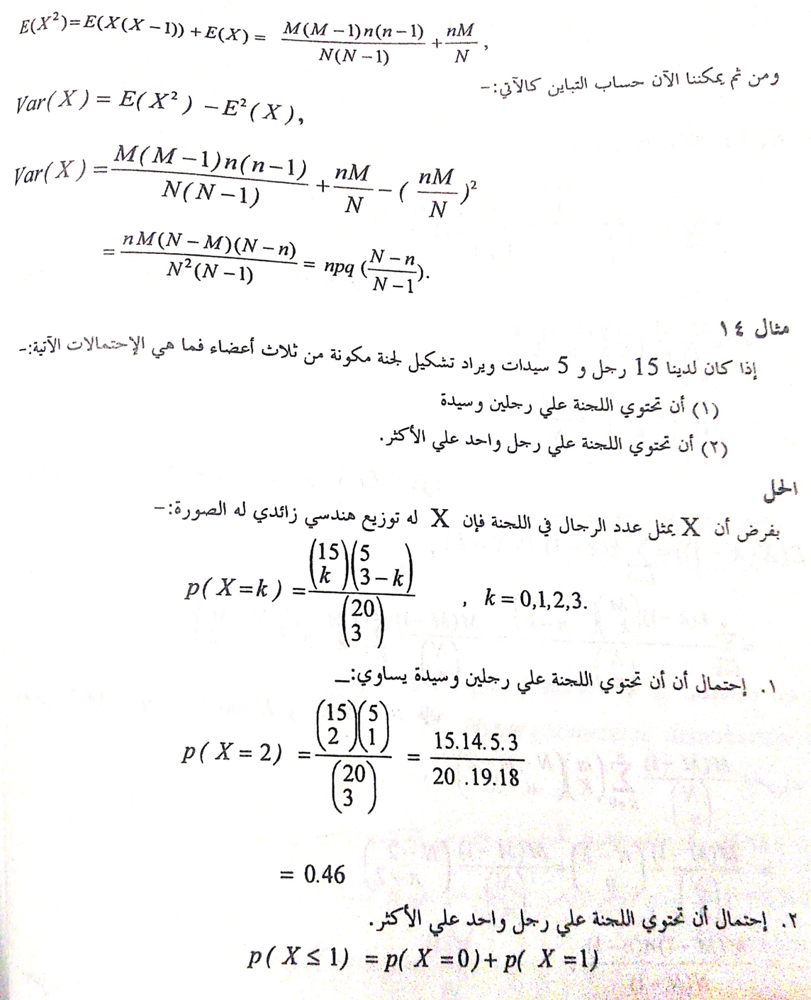 E(X²)=E(X(X−1))+E(X)= M(M−1)n(n−1)/N(N−1) + nM/N ,
ومن ثم يمكننا الآن حساب التباين كالآتي:-
Var(X)= E(X²) −E²(X),
Var(X)= M(M−1)n(n−1)/N(N−1) + nM/N − (nM/N)²
= nM(N−M)(N−n)/N²(N−1) = npq (N−n/N−1).
مثال ١٤
إذا كان لدينا 15 رجل و 5 سيدات ويراد تشكيل لجنة مكونة من ثلاث أعضاء فما هي الإحتمالات الآتية:-
(١) أن تحتوي اللجنة علي رجلين وسيدة
(٢) أن تحتوي اللجنة علي رجل واحد علي الأكثر.
الحل
بفرض أن X يمثل عدد الرجال في اللجنة فإن X له توزيع هندسي زائدي له الصورة:-
p(X=k) = (15 k)(5 3−k)/(20 3) , k = 0,1,2,3.
١. إحتمال أن أن تحتوي اللجنة علي رجلين وسيدة يساوي:_
p(X=2) = (15 2)(5 1)/(20 3) = 15.14.5.3/20.19.18
= 0.46
٢. إحتمال أن تحتوي اللجنة علي رجل واحد علي الأكثر.
p(X≤1) = p(X=0)+p(X=1)